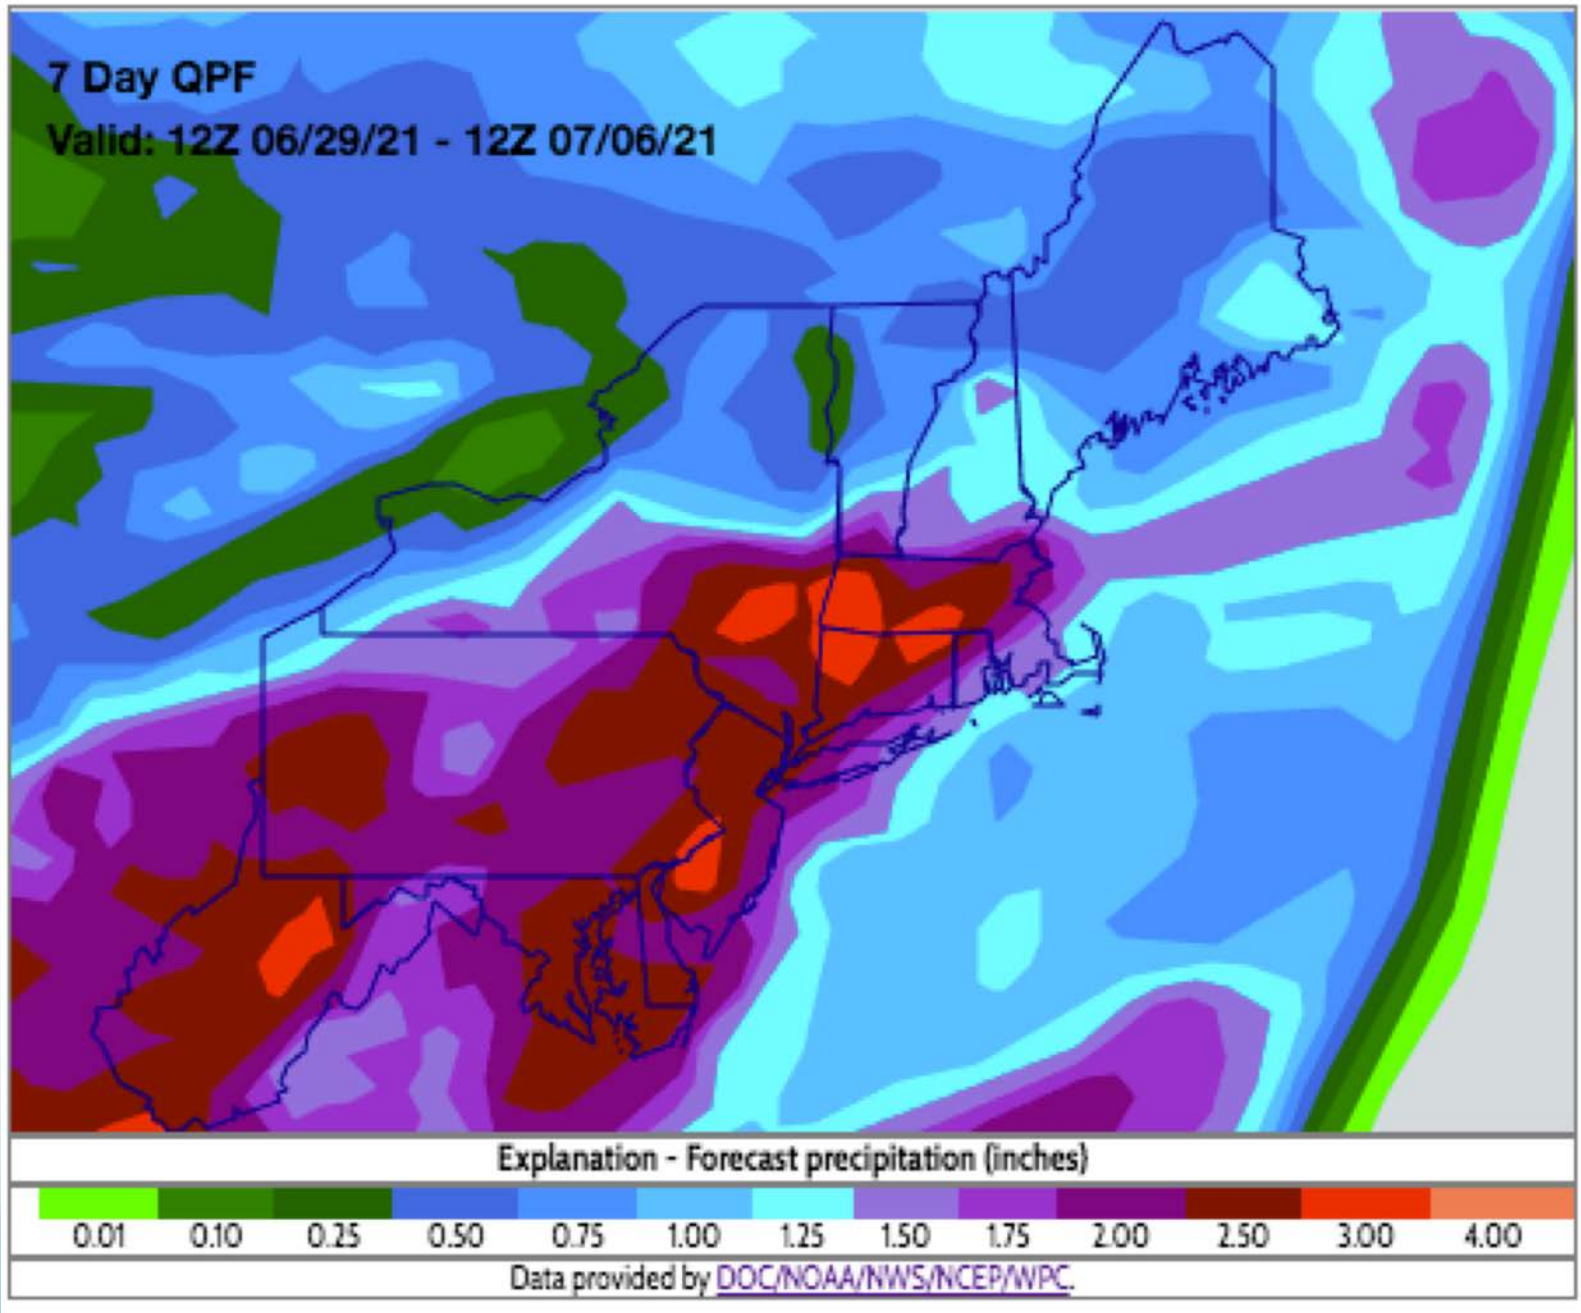 7 Day QPF
Valid: 12Z 06/29/21 - 12Z 07/06/21
Explanation - Forecast precipitation (inches)
0.01 0.10 0.25 0.50 0.75 1.00 1.25 1.50 1.75 2.00 2.50 3.00 4.00
Data provided by DOC/NOAA/NWS/NCEP/WPC.